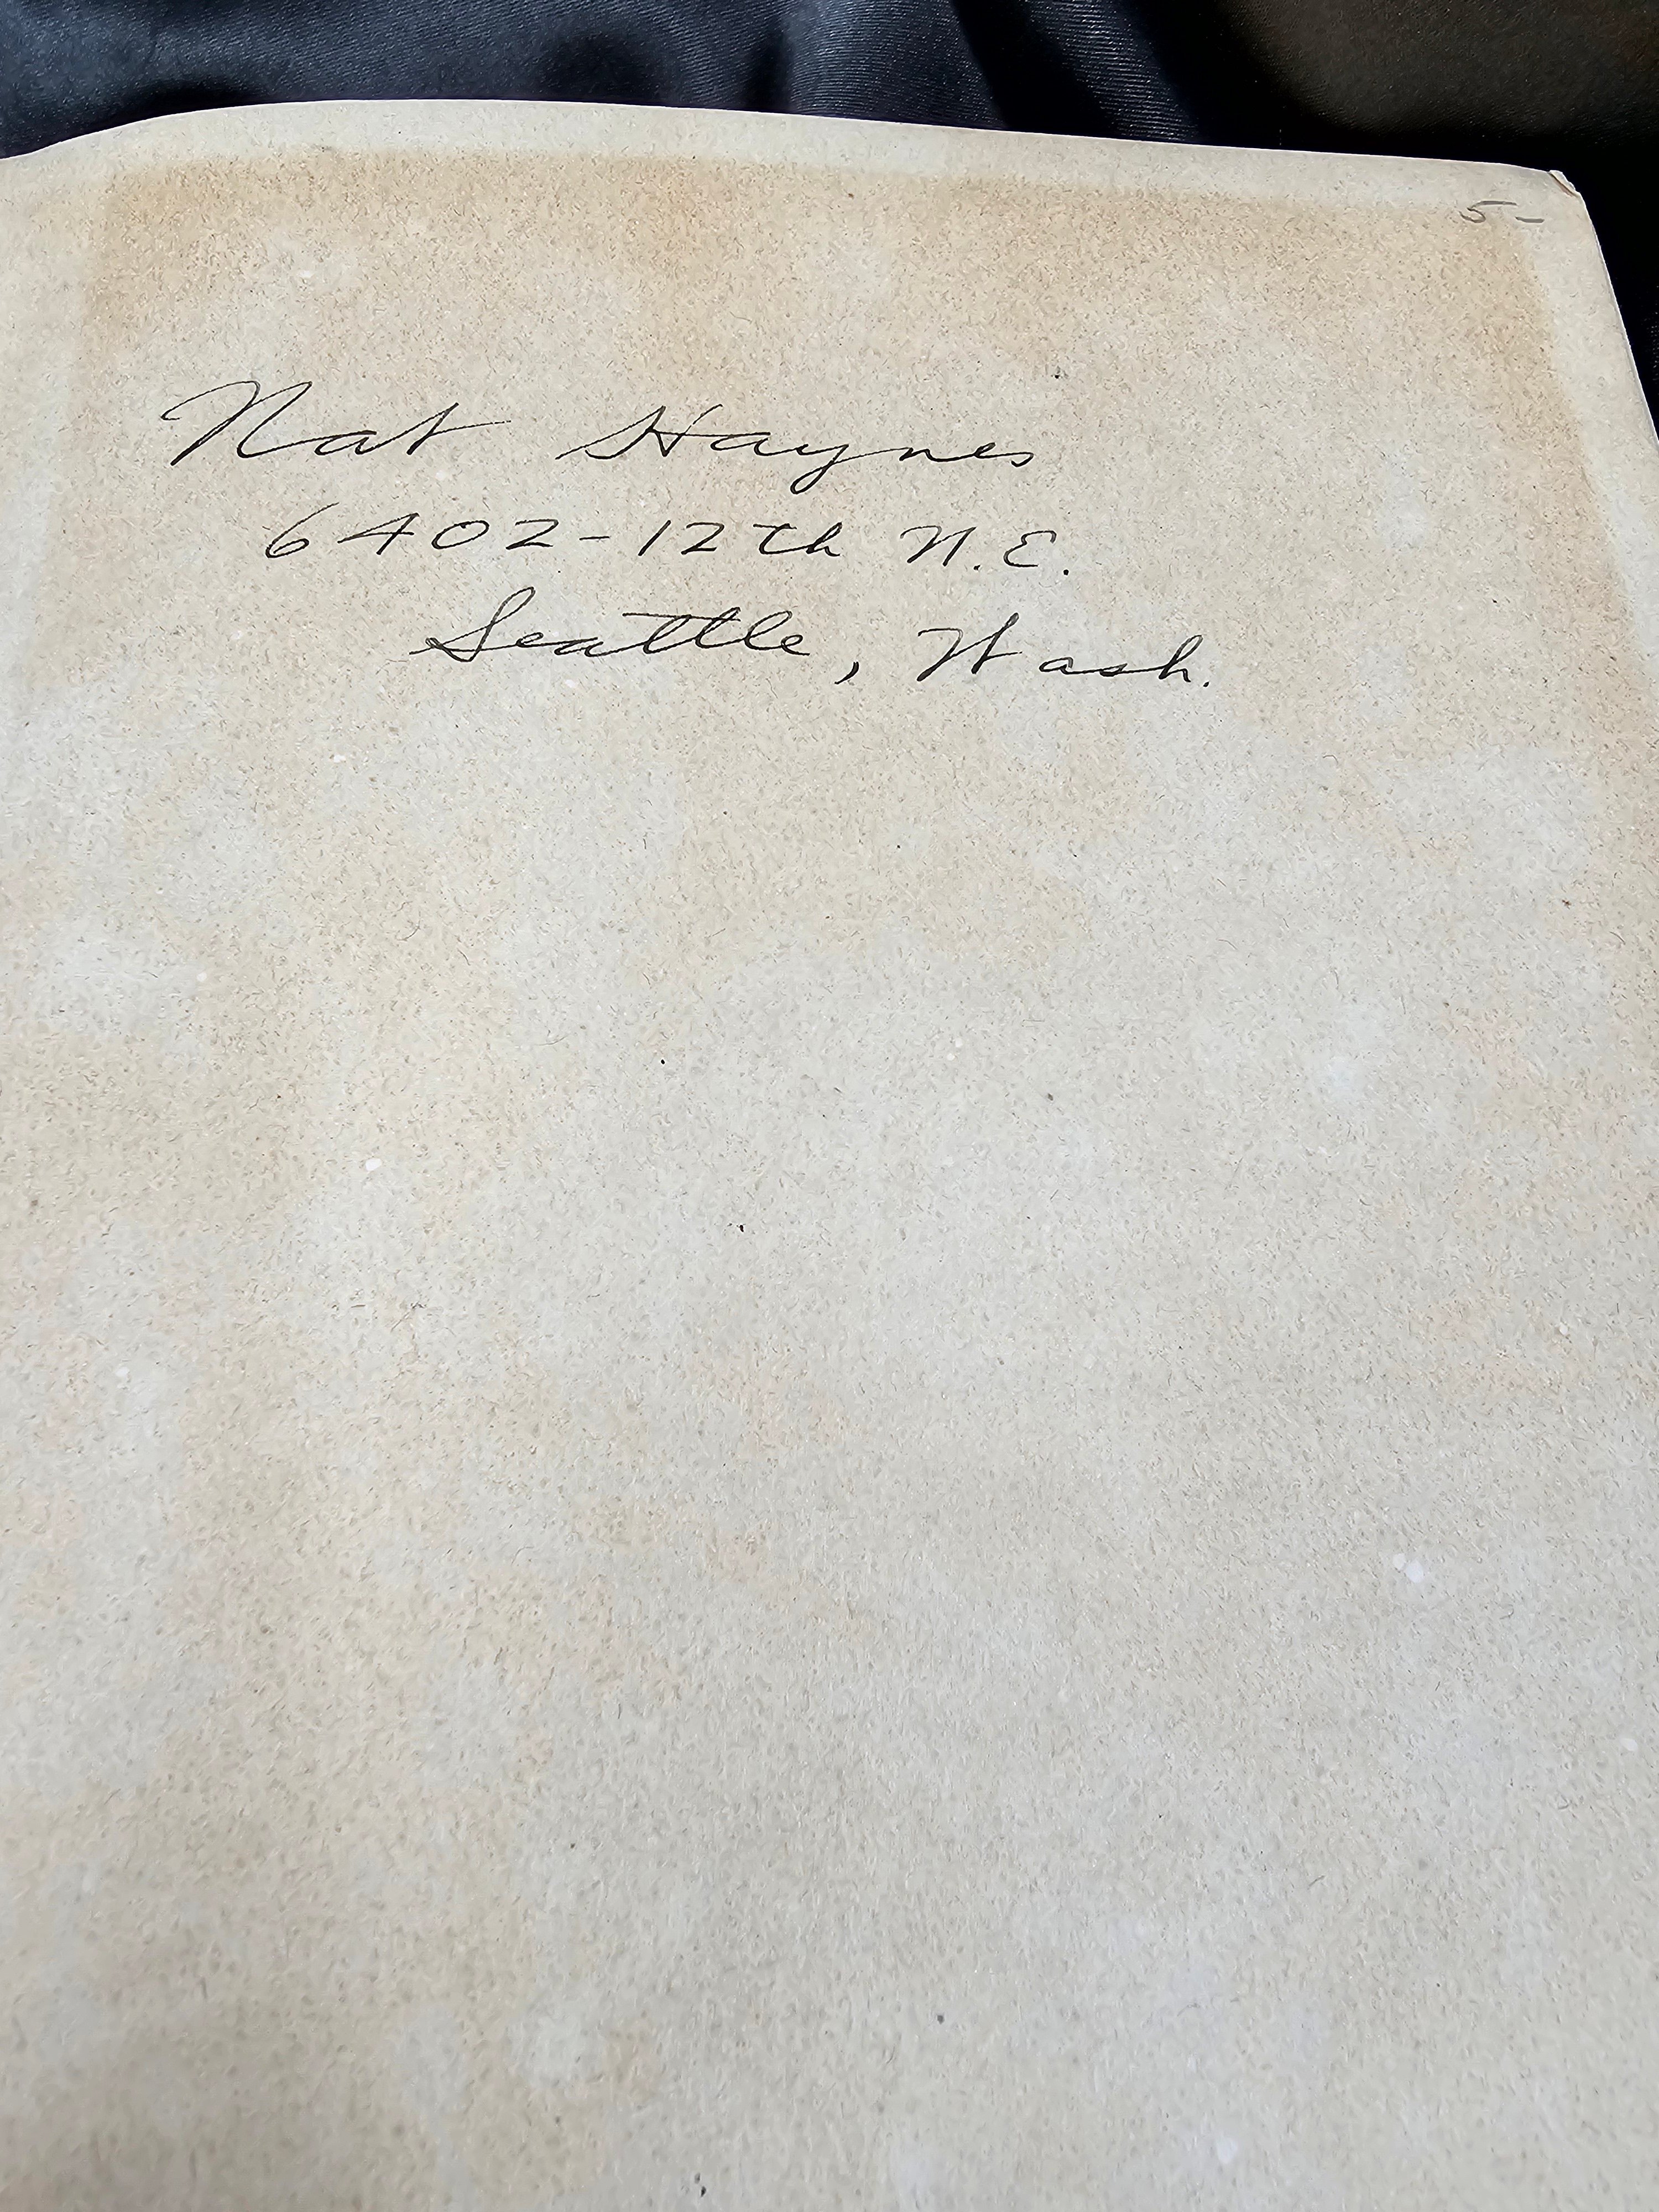 5-
Nat Haynes
6402-12th N.E.
Seattle, Wash.